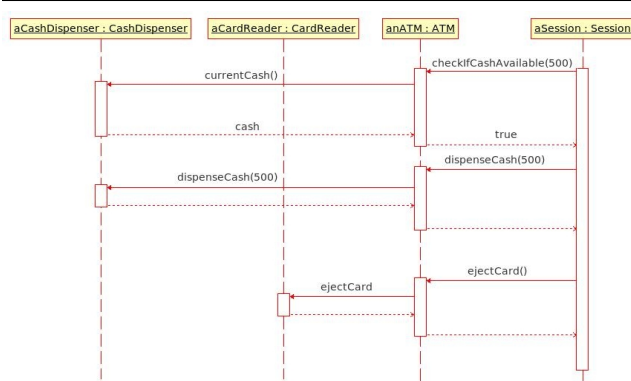 aCashDispenser : CashDispenser
aCardReader : CardReader
anATM : ATM
aSession : Session
checkIfCashAvailable(500)
currentCash()
cash
true
dispenseCash(500)
dispenseCash(500)
ejectCard()
ejectCard